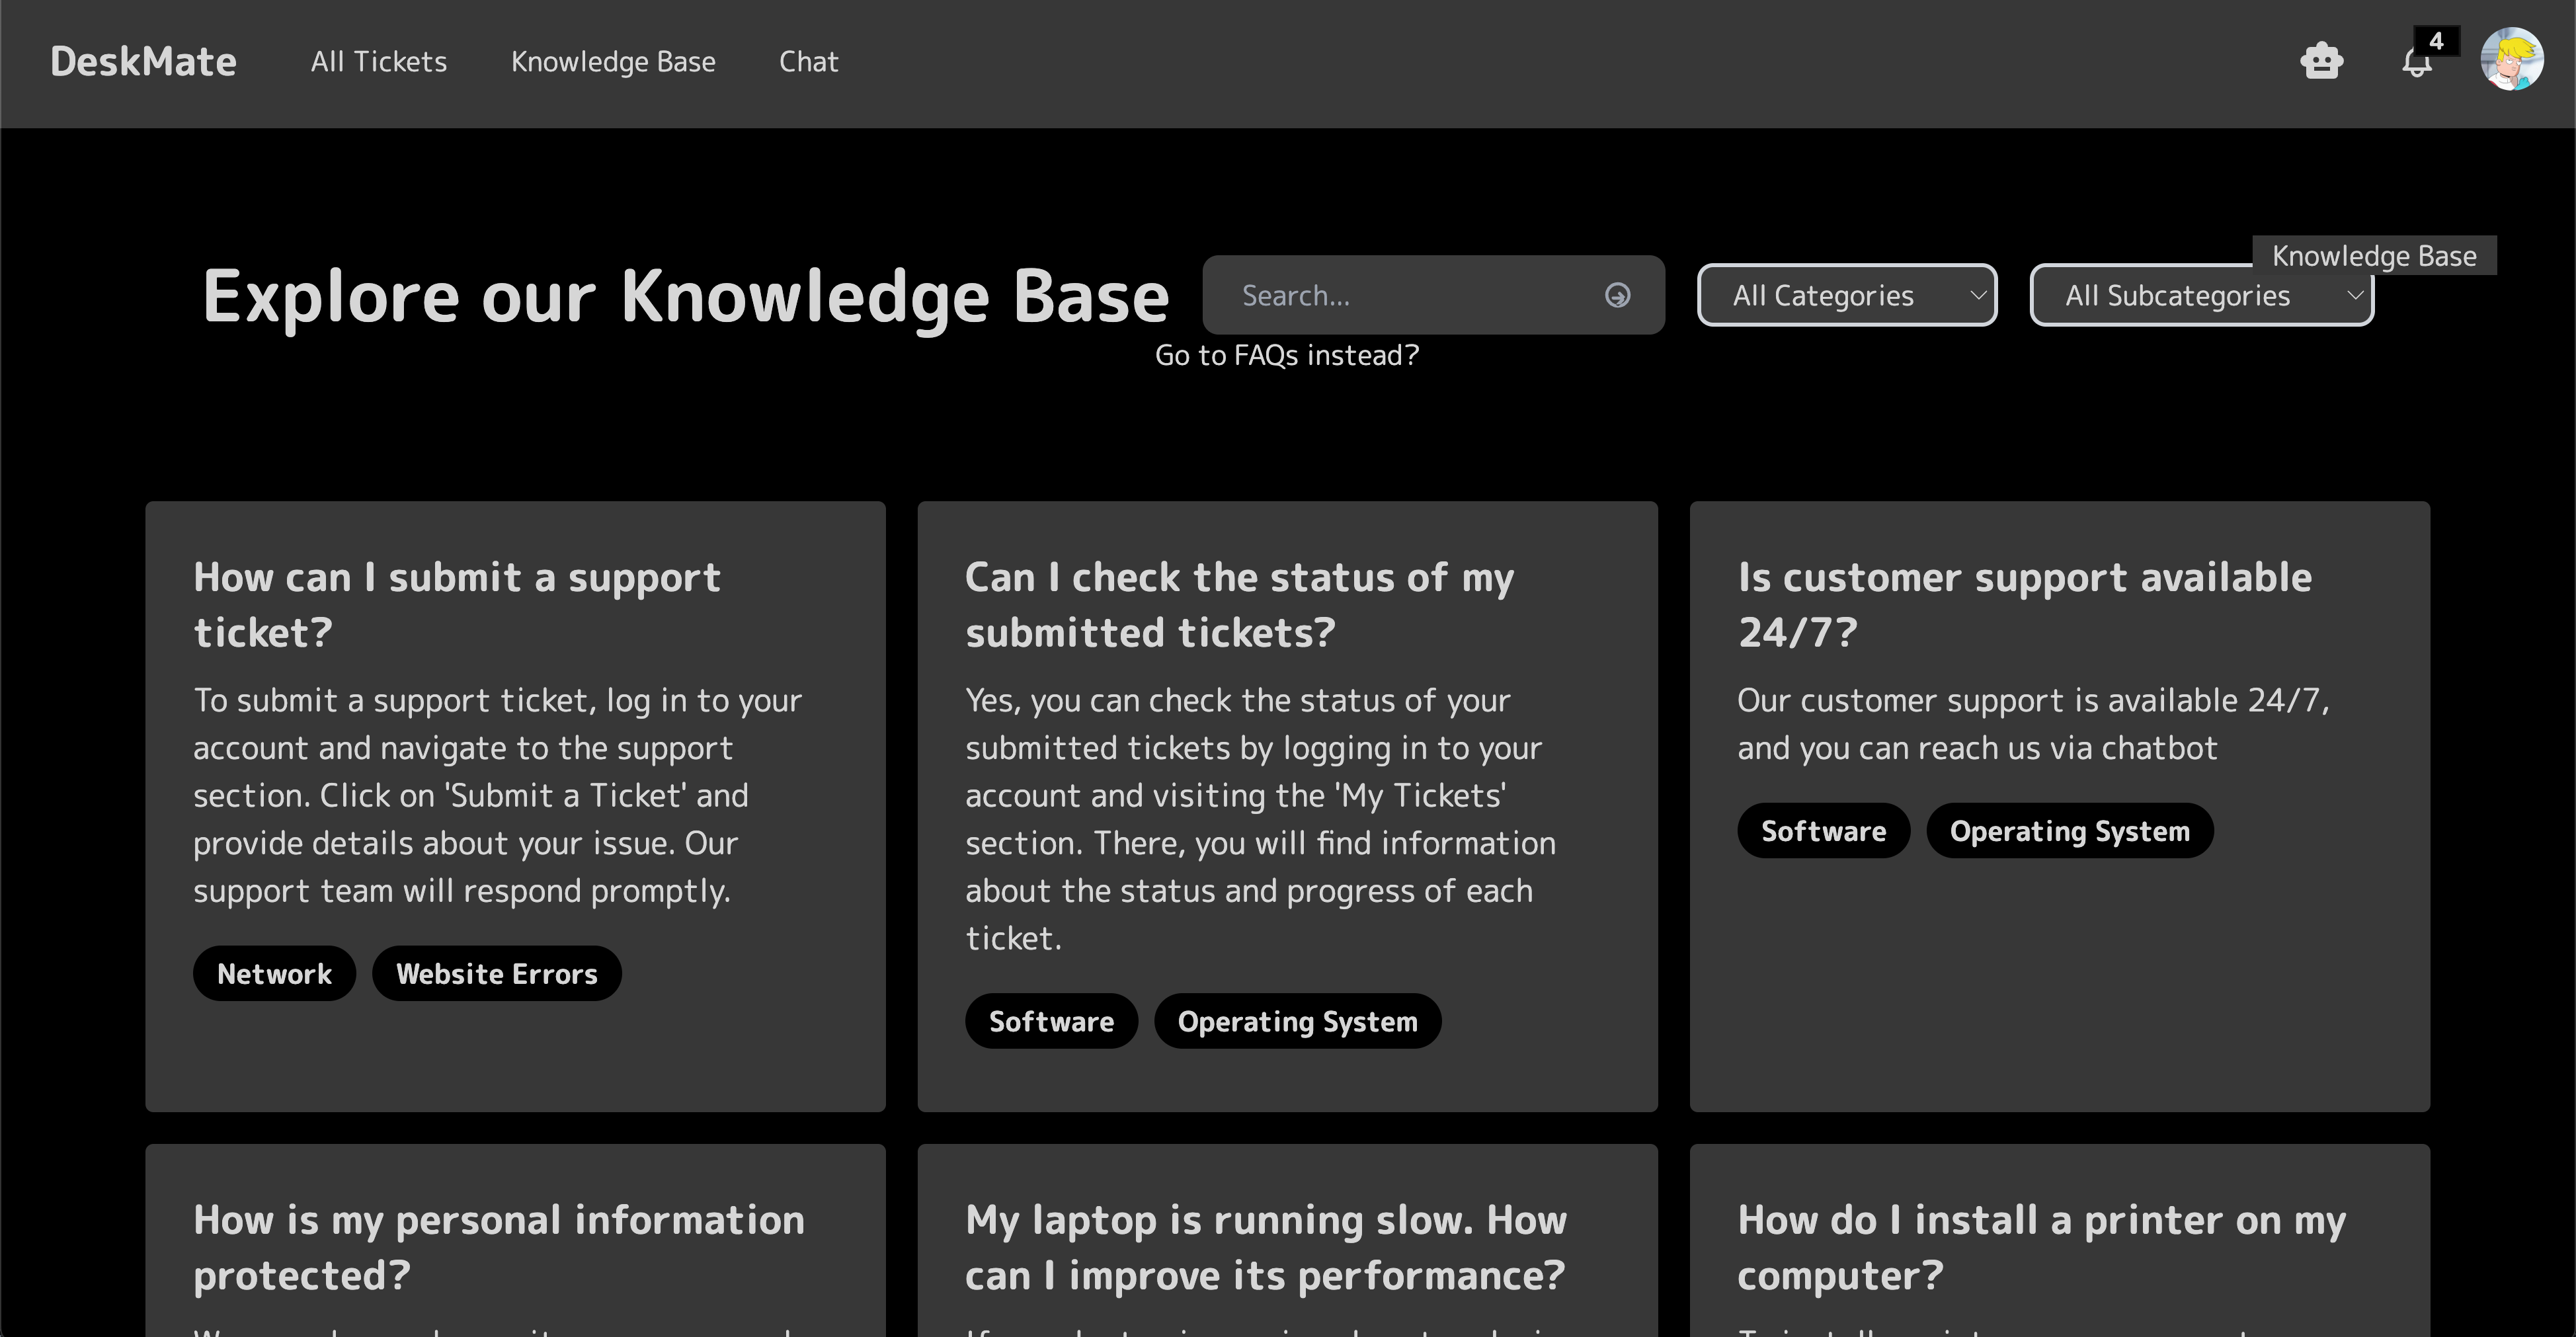 DeskMate
All Tickets
Knowledge Base
Chat
4
Knowledge Base
Explore our Knowledge Base
Search...
All Categories
All Subcategories
Go to FAQs instead?
How can I submit a support
ticket?
To submit a support ticket, log in to your
account and navigate to the support
section. Click on 'Submit a Ticket' and
provide details about your issue. Our
support team will respond promptly.
Network
Website Errors
Can I check the status of my
submitted tickets?
Yes, you can check the status of your
submitted tickets by logging in to your
account and visiting the 'My Tickets'
section. There, you will find information
about the status and progress of each
ticket.
Software
Operating System
Is customer support available
24/7?
Our customer support is available 24/7,
and you can reach us via chatbot
Software
Operating System
How is my personal information
protected?
My laptop is running slow. How
can I improve its performance?
How do I install a printer on my
computer?